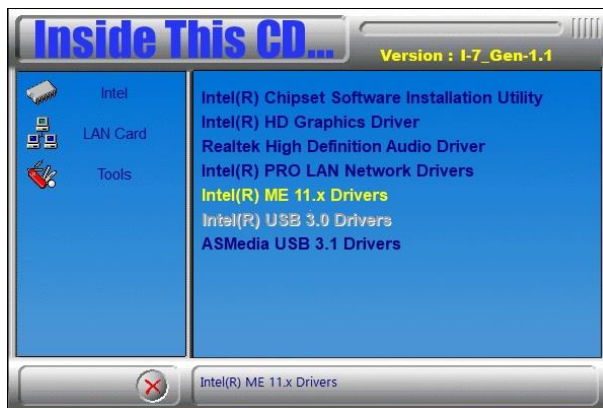 Inside This CD...
Version : I-7_Gen-1.1
Intel
LAN Card
Tools
Intel(R) Chipset Software Installation Utility
Intel(R) HD Graphics Driver
Realtek High Definition Audio Driver
Intel(R) PRO LAN Network Drivers
Intel(R) ME 11.x Drivers
Intel(R) USB 3.0 Drivers
ASMedia USB 3.1 Drivers
Intel(R) ME 11.x Drivers